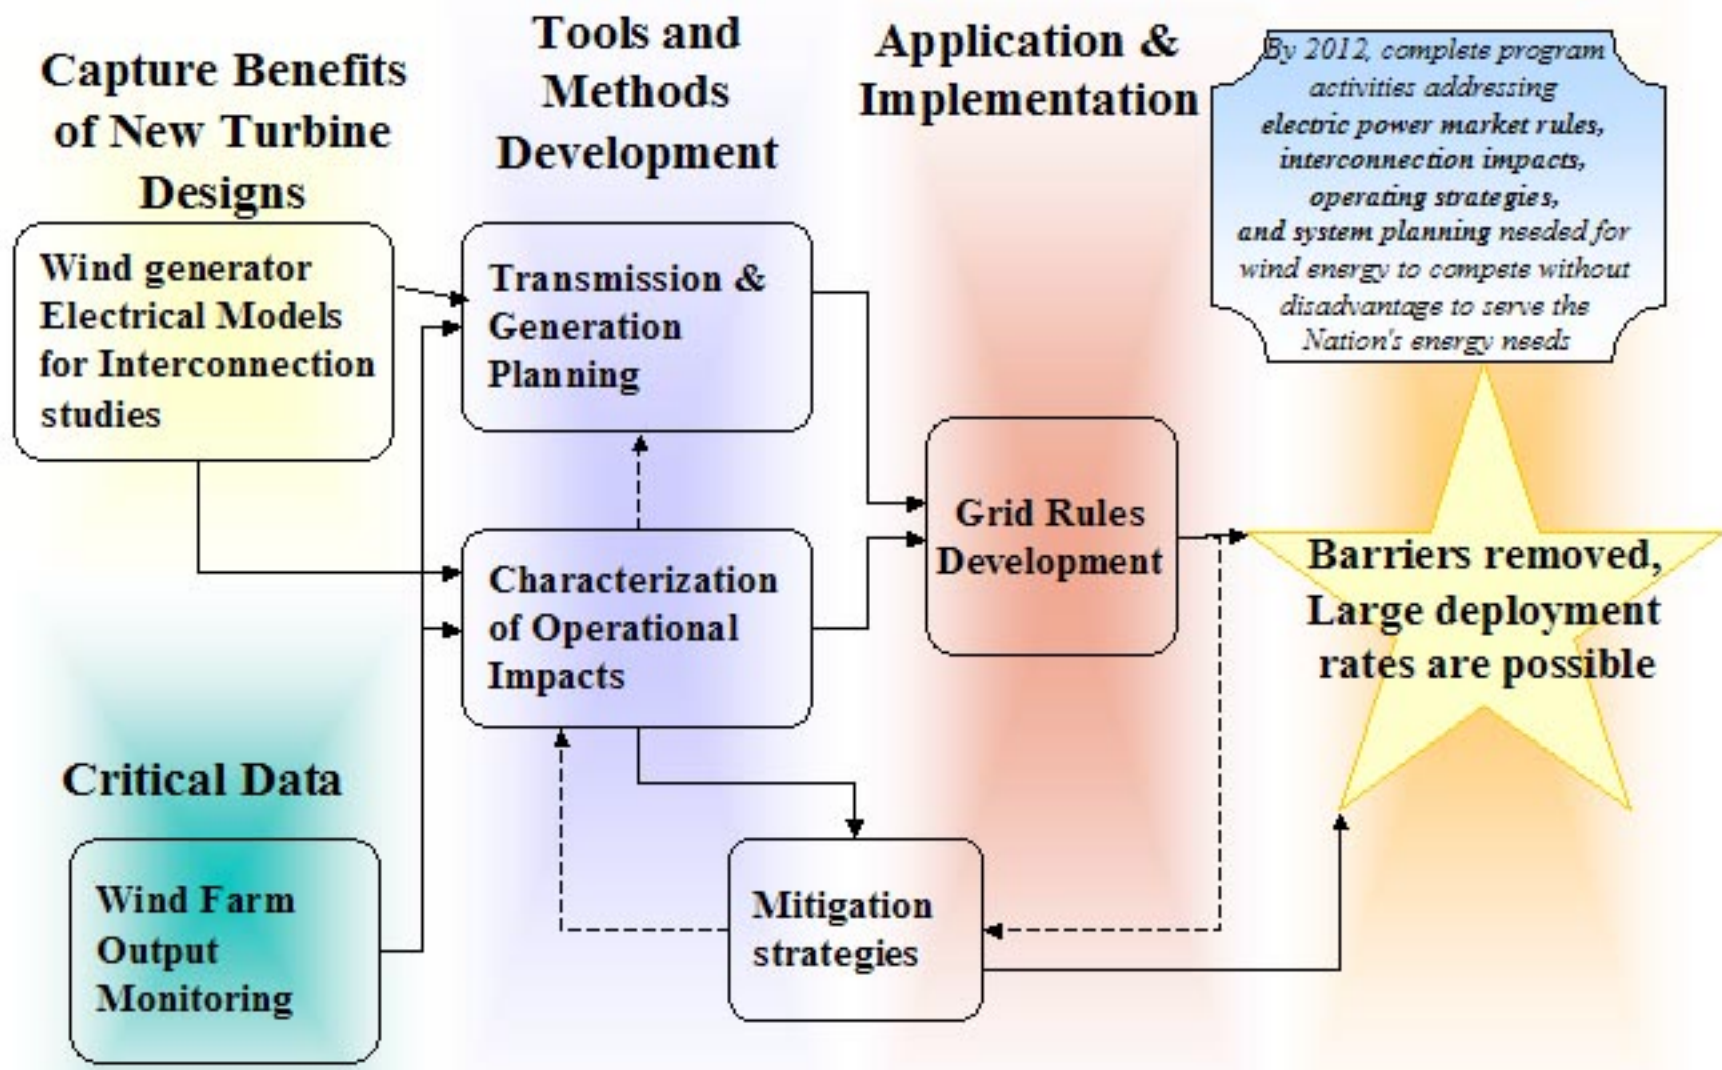 Capture Benefits
of New Turbine
Designs
Wind generator
Electrical Models
for Interconnection
studies
Critical Data
Wind Farm
Output
Monitoring
Tools and
Methods
Development
Transmission &
Generation
Planning
Characterization
of Operational
Impacts
Mitigation
strategies
Application &
Implementation
Grid Rules
Development
By 2012, complete program
activities addressing
electric power market rules,
interconnection impacts,
operating strategies,
and system planning needed for
wind energy to compete without
disadvantage to serve the
Nation's energy needs
Barriers removed,
Large deployment
rates are possible